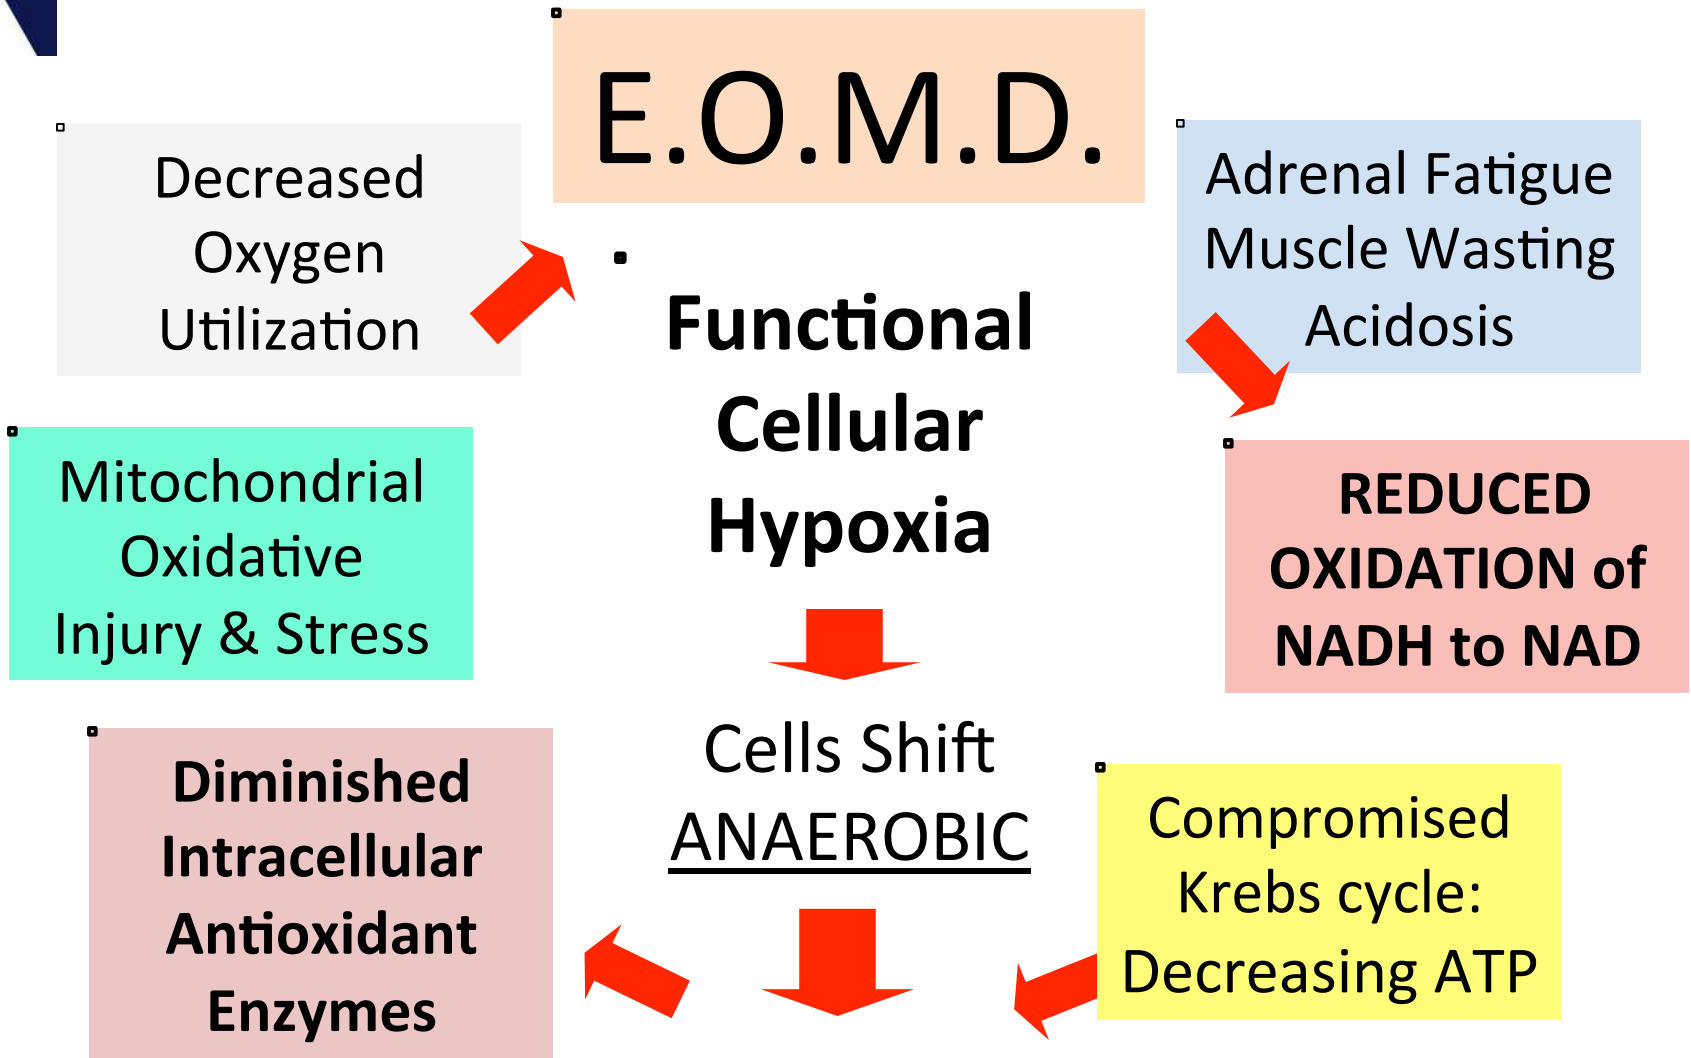 E.O.M.D.
Decreased
Oxygen
Utilization
Adrenal Fatigue
Muscle Wasting
Acidosis
Functional
Cellular
Hypoxia
Mitochondrial
Oxidative
Injury & Stress
REDUCED
OXIDATION of
NADH to NAD
Cells Shift
ANAEROBIC
Diminished
Intracellular
Antioxidant
Enzymes
Compromised
Krebs cycle:
Decreasing ATP